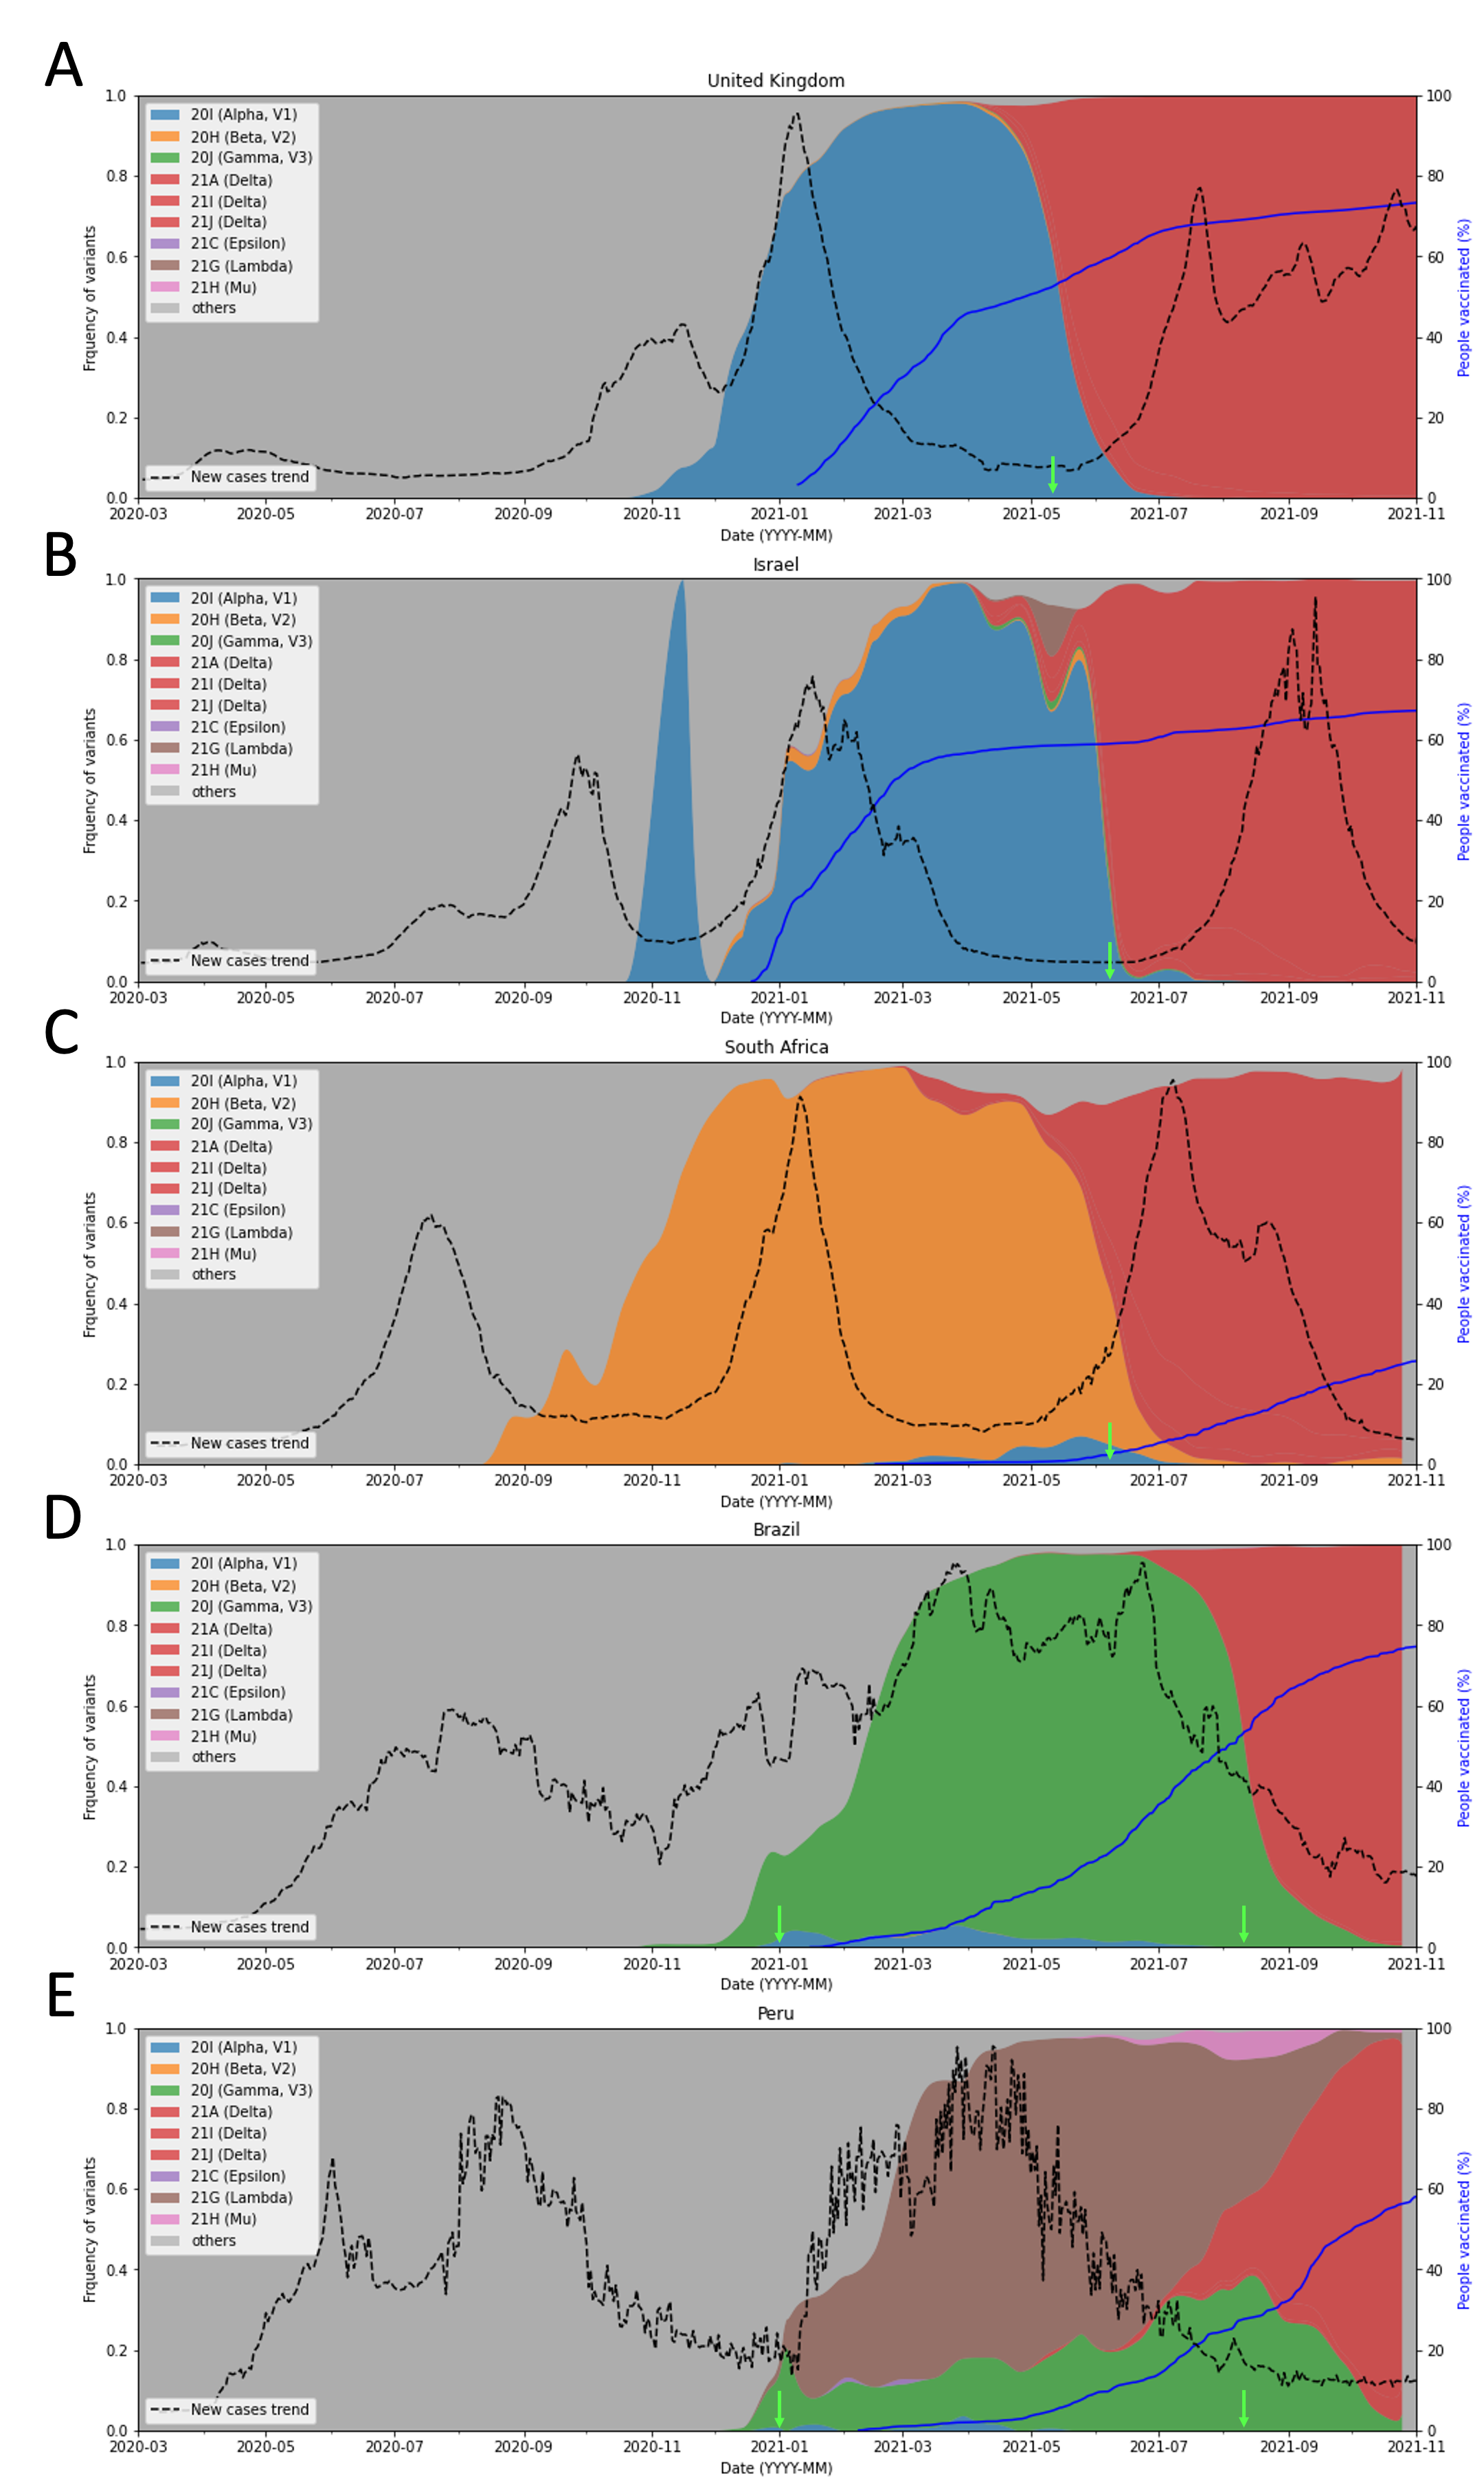 A
United Kingdom
1.0
0.8
0.6
0.4
0.2
0.0
Frquency of variants
20I (Alpha, V1)
20H (Beta, V2)
20J (Gamma, V3)
21A (Delta)
21I (Delta)
21J (Delta)
21C (Epsilon)
21G (Lambda)
21H (Mu)
others
New cases trend
100
80
60
40
20
0
People vaccinated (%)
2020-03 2020-05 2020-07 2020-09 2020-11 2021-01 2021-03 2021-05 2021-07 2021-09 2021-11
Date (YYYY-MM)
B
Israel
1.0
0.8
0.6
0.4
0.2
0.0
Frquency of variants
20I (Alpha, V1)
20H (Beta, V2)
20J (Gamma, V3)
21A (Delta)
21I (Delta)
21J (Delta)
21C (Epsilon)
21G (Lambda)
21H (Mu)
others
New cases trend
100
80
60
40
20
0
People vaccinated (%)
2020-03 2020-05 2020-07 2020-09 2020-11 2021-01 2021-03 2021-05 2021-07 2021-09 2021-11
Date (YYYY-MM)
C
South Africa
1.0
0.8
0.6
0.4
0.2
0.0
Frquency of variants
20I (Alpha, V1)
20H (Beta, V2)
20J (Gamma, V3)
21A (Delta)
21I (Delta)
21J (Delta)
21C (Epsilon)
21G (Lambda)
21H (Mu)
others
New cases trend
100
80
60
40
20
0
People vaccinated (%)
2020-03 2020-05 2020-07 2020-09 2020-11 2021-01 2021-03 2021-05 2021-07 2021-09 2021-11
Date (YYYY-MM)
D
Brazil
1.0
0.8
0.6
0.4
0.2
0.0
Frquency of variants
20I (Alpha, V1)
20H (Beta, V2)
20J (Gamma, V3)
21A (Delta)
21I (Delta)
21J (Delta)
21C (Epsilon)
21G (Lambda)
21H (Mu)
others
New cases trend
100
80
60
40
20
0
People vaccinated (%)
2020-03 2020-05 2020-07 2020-09 2020-11 2021-01 2021-03 2021-05 2021-07 2021-09 2021-11
Date (YYYY-MM)
E
Peru
1.0
0.8
0.6
0.4
0.2
0.0
Frquency of variants
20I (Alpha, V1)
20H (Beta, V2)
20J (Gamma, V3)
21A (Delta)
21I (Delta)
21J (Delta)
21C (Epsilon)
21G (Lambda)
21H (Mu)
others
New cases trend
100
80
60
40
20
0
People vaccinated (%)
2020-03 2020-05 2020-07 2020-09 2020-11 2021-01 2021-03 2021-05 2021-07 2021-09 2021-11
Date (YYYY-MM)